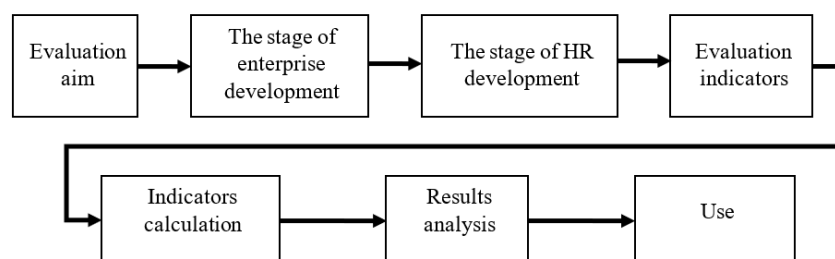 Evaluation
aim
The stage of
enterprise
development
The stage of HR
development
Evaluation
indicators
Indicators
calculation
Results
analysis
Use